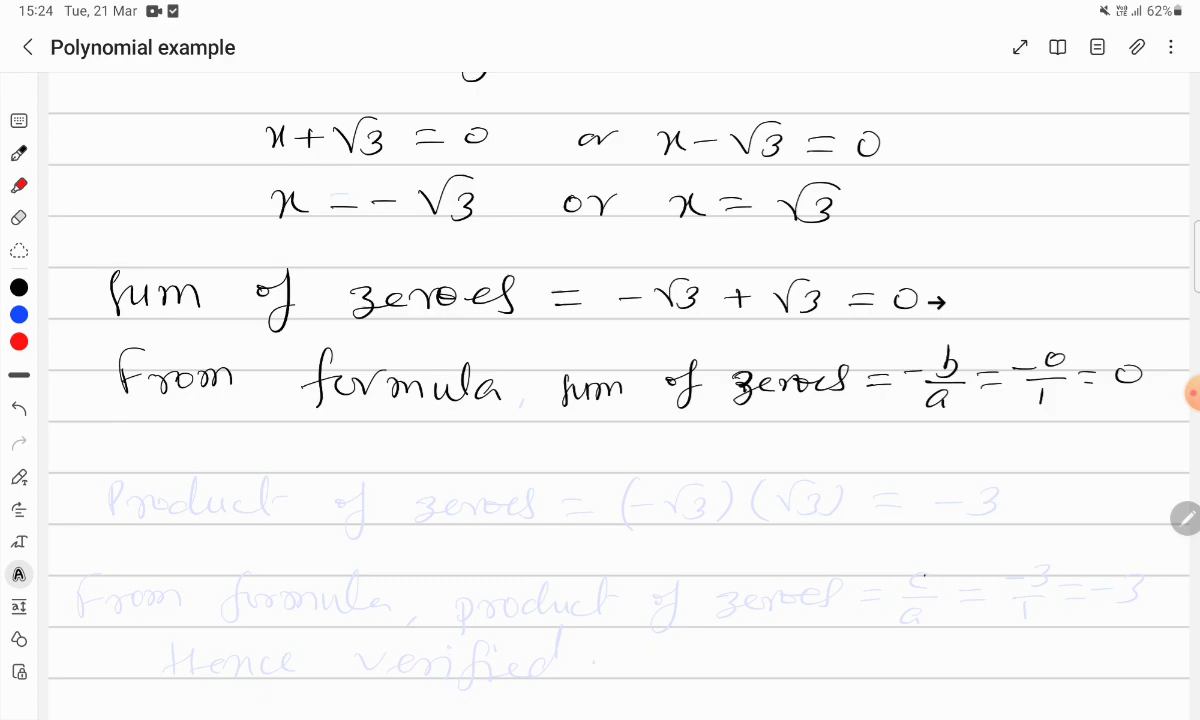 15:24 Tue, 21 Mar 62%
Polynomial example
x + √3 = 0 or x - √3 = 0
x = - √3 or x = √3
Sum of zeroes = - √3 + √3 = 0 →
From formula, sum of zeroes = -b/a = -0/1 = 0
Product of zeroes = (-√3)(√3) = -3
From formula, product of zeroes = c/a = -3/1 = -3
Hence verified.